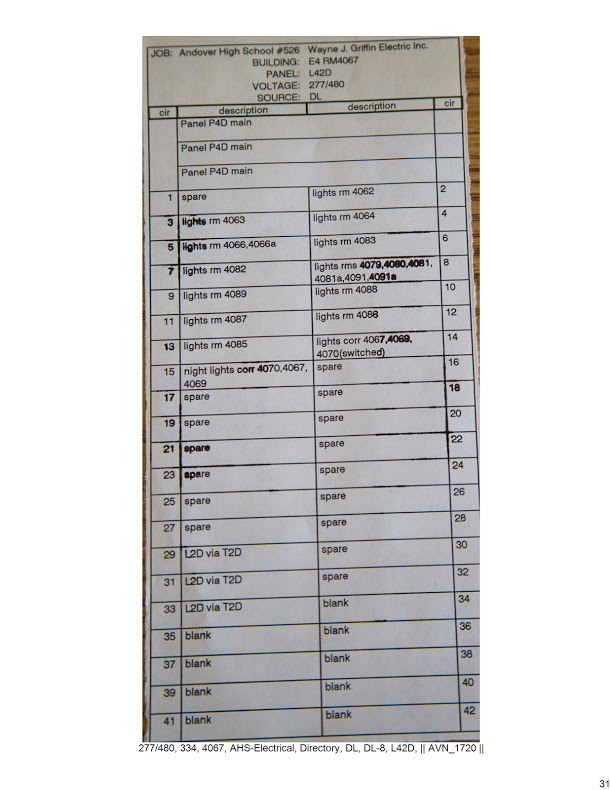 JOB: Andover High School #526 Wayne J. Griffin Electric Inc.
BUILDING: E4 RM4067
PANEL: L42D
VOLTAGE: 277/480
SOURCE: DL
cir description description cir
Panel P4D main
Panel P4D main
Panel P4D main
1 spare lights rm 4062 2
3 lights rm 4063 lights rm 4064 4
5 lights rm 4066,4066a lights rm 4083 6
7 lights rm 4082 lights rms 4079,4080,4081, 8
4081a,4091,4091a
9 lights rm 4089 lights rm 4088 10
11 lights rm 4087 lights rm 4086 12
13 lights rm 4085 lights corr 4067,4069, 14
4070(switched)
15 night lights corr 4070,4067, spare 16
4069
17 spare spare 18
19 spare spare 20
21 spare spare 22
23 spare spare 24
25 spare spare 26
27 spare spare 28
29 L2D via T2D spare 30
31 L2D via T2D spare 32
33 L2D via T2D blank 34
35 blank blank 36
37 blank blank 38
39 blank blank 40
41 blank blank 42
277/480, 334, 4067, AHS-Electrical, Directory, DL, DL-8, L42D, || AVN_1720 ||
31